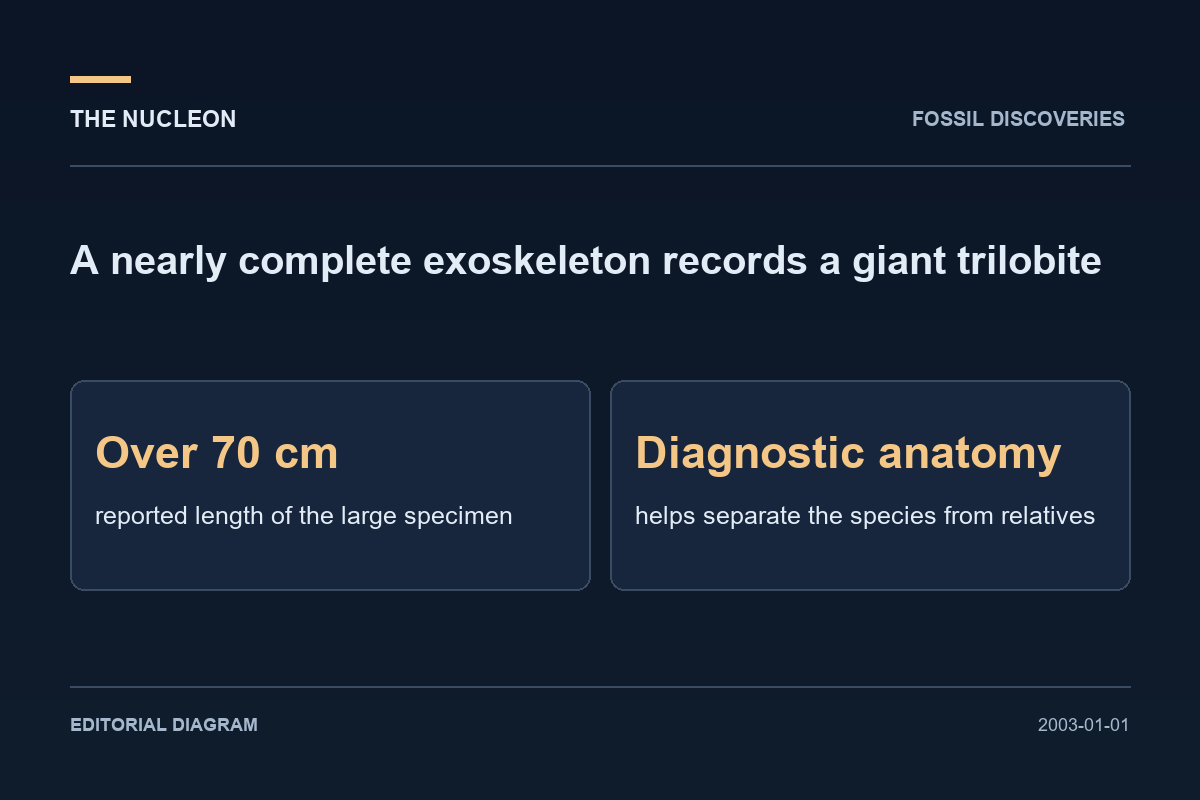 THE NUCLEON
FOSSIL DISCOVERIES
A nearly complete exoskeleton records a giant trilobite
Over 70 cm
reported length of the large specimen
Diagnostic anatomy
helps separate the species from relatives
EDITORIAL DIAGRAM
2003-01-01